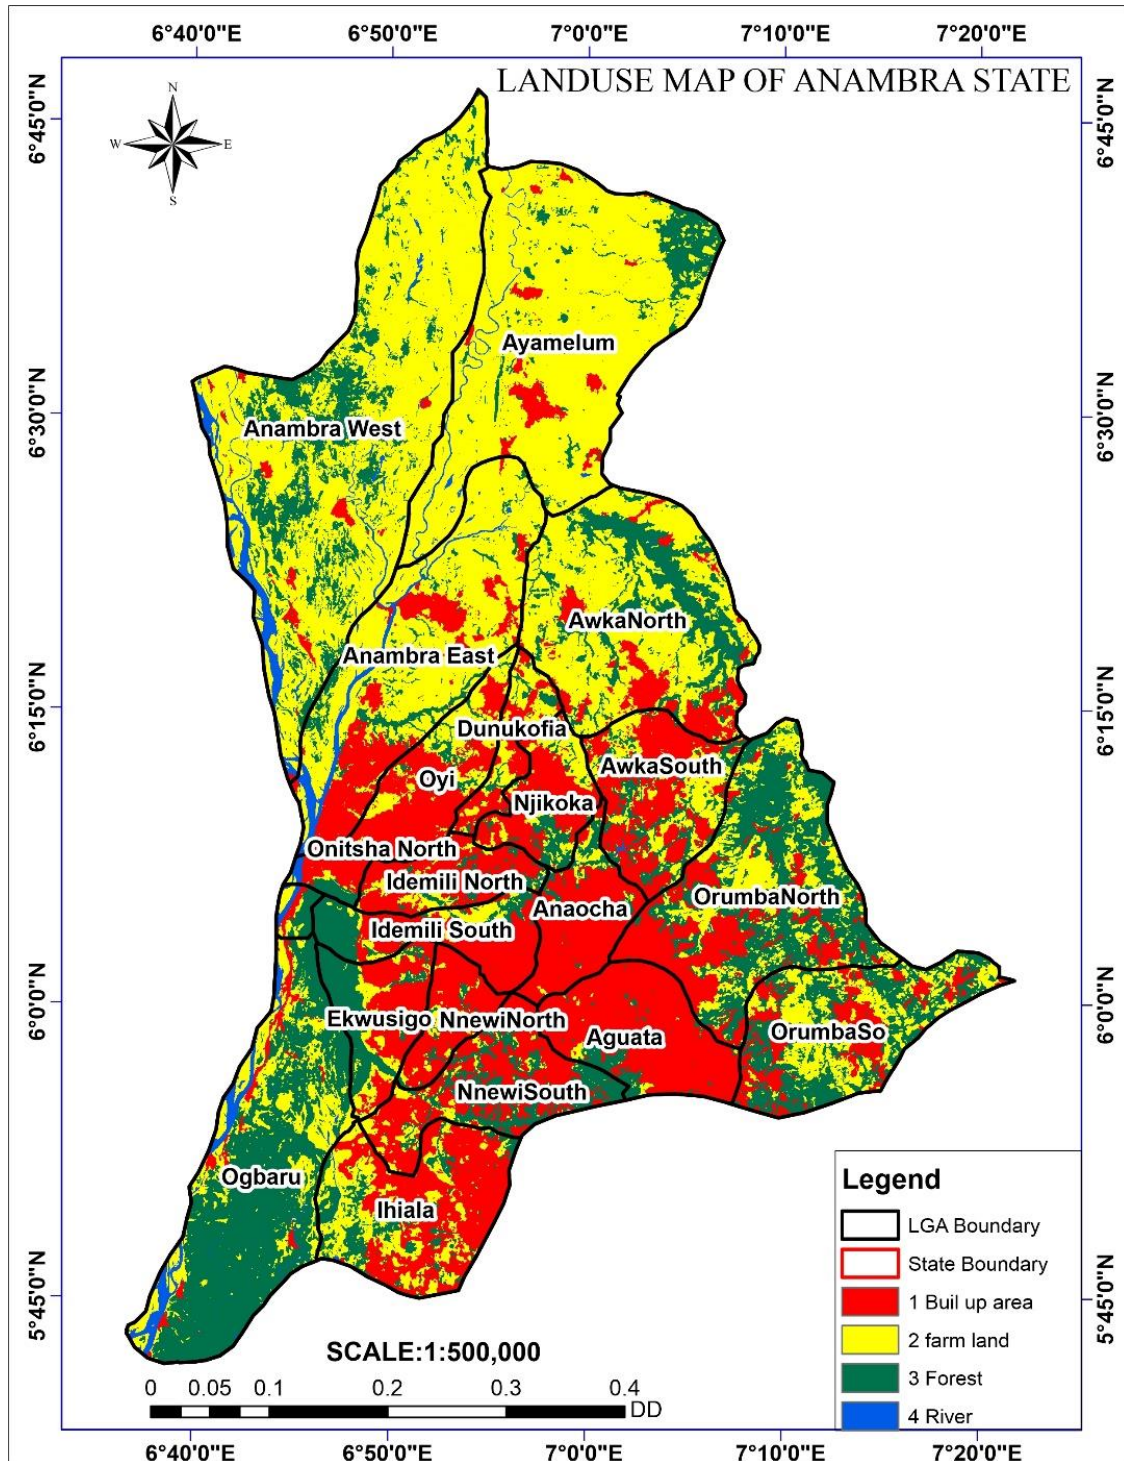 6°40'0"E 6°50'0"E 7°0'0"E 7°10'0"E 7°20'0"E
LANDUSE MAP OF ANAMBRA STATE
N
W E
S
6°45'0"N 6°45'0"N
Ayamelum
6°30'0"N 6°30'0"N
Anambra West
AwkaNorth
Anambra East
6°15'0"N 6°15'0"N
Dunukofia
AwkaSouth
Oyi
Njikoka
Onitsha North
Idemili North
OrumbaNorth
Anaocha
Idemili South
6°0'0"N 6°0'0"N
Ekwusigo
NnewiNorth
Aguata
OrumbaSo
NnewiSouth
Ogbaru
Ihiala
5°45'0"N 5°45'0"N
Legend
LGA Boundary
State Boundary
1 Buil up area
2 farm land
3 Forest
4 River
SCALE:1:500,000
0 0.05 0.1 0.2 0.3 0.4
DD
6°40'0"E 6°50'0"E 7°0'0"E 7°10'0"E 7°20'0"E